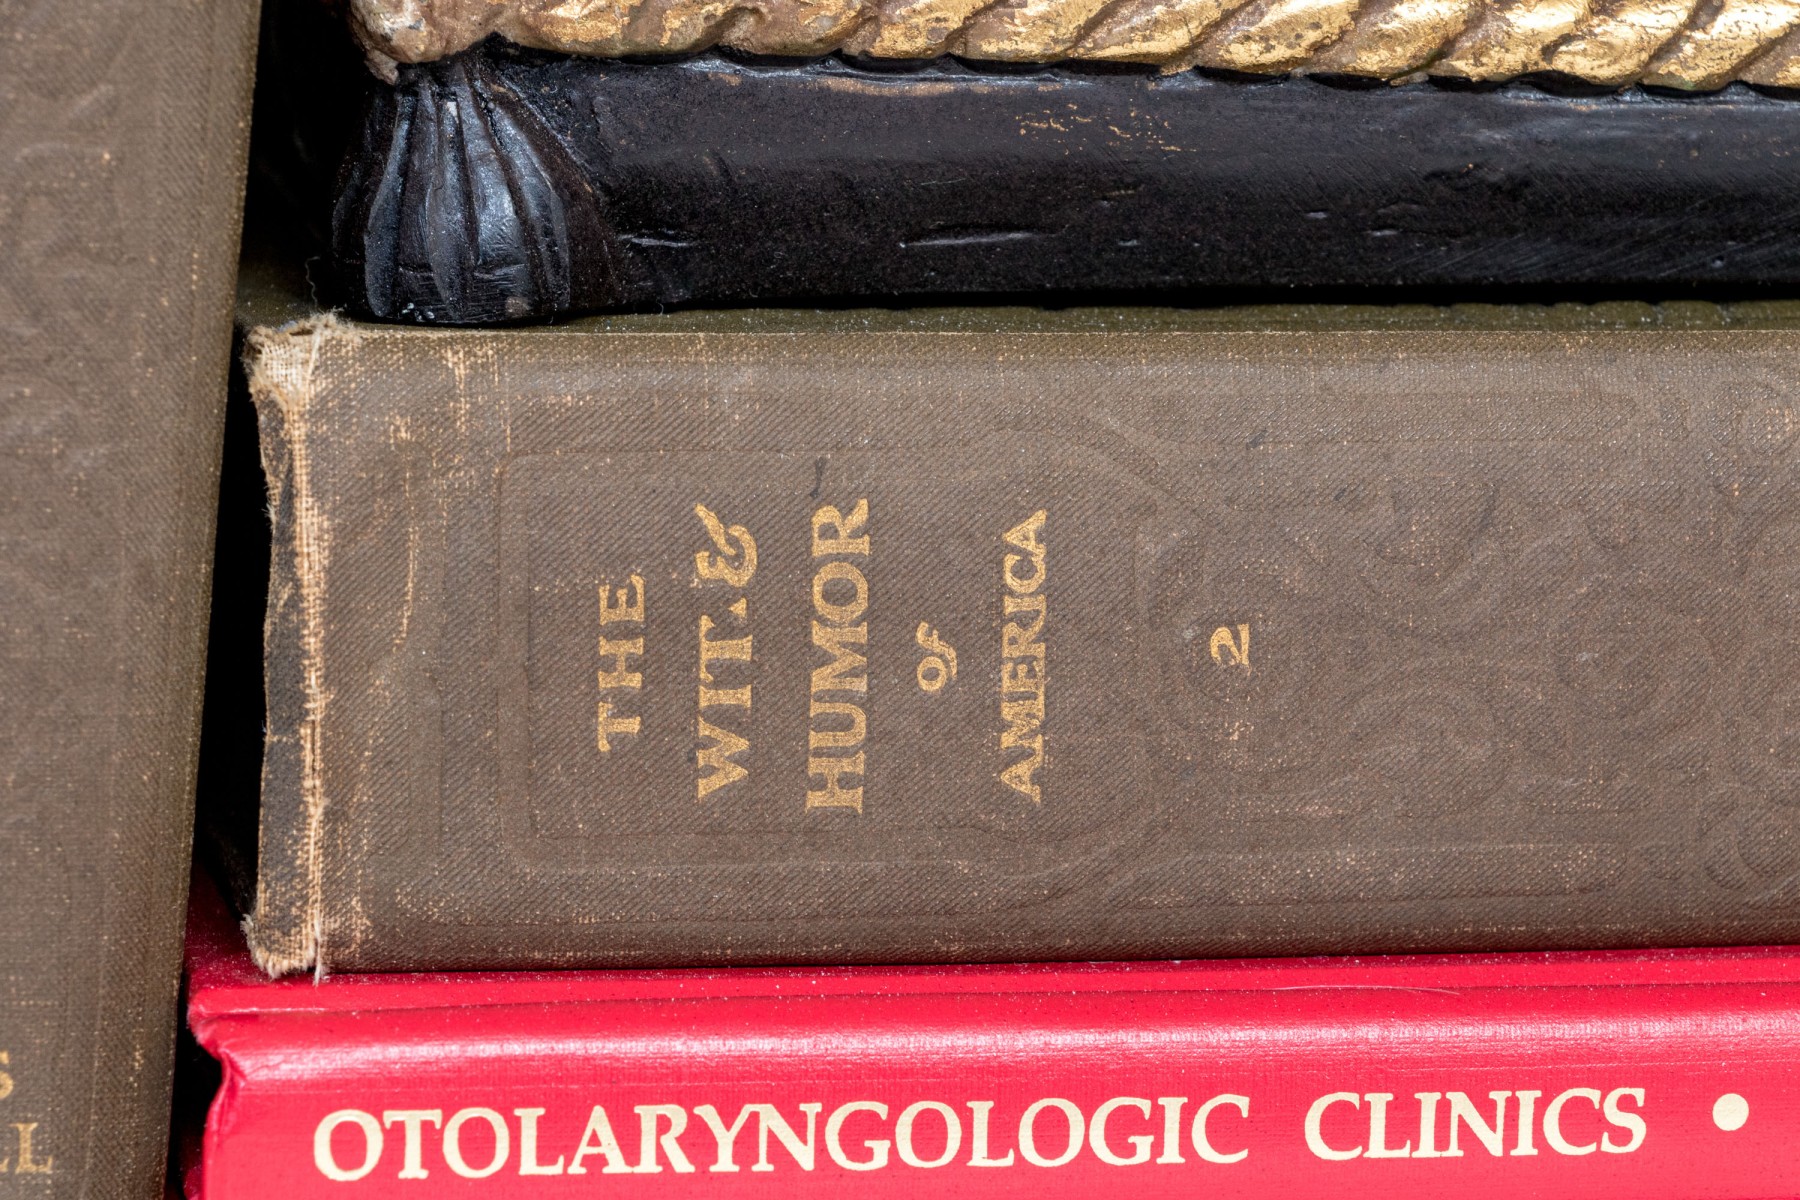 THE
WIT. &
HUMOR
OF
AMERICA
2
OTOLARYNGOLOGIC CLINICS •